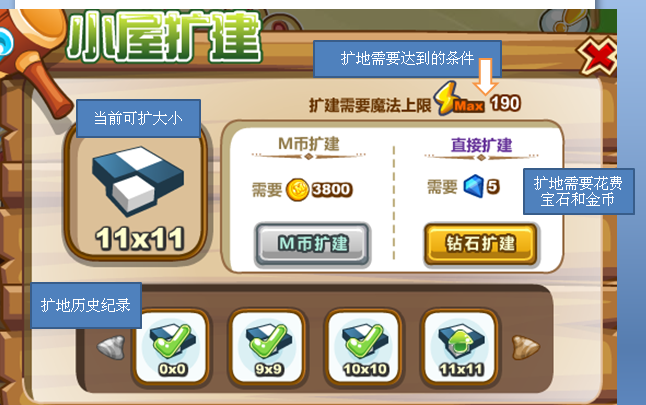 小屋扩建
扩地需要达到的条件
扩建需要魔法上限 Max 190
当前可扩大小
11x11
M币扩建
需要 3800
M币扩建
直接扩建
需要 5
钻石扩建
扩地需要花费
宝石和金币
扩地历史纪录
0x0
9x9
10x10
11x11